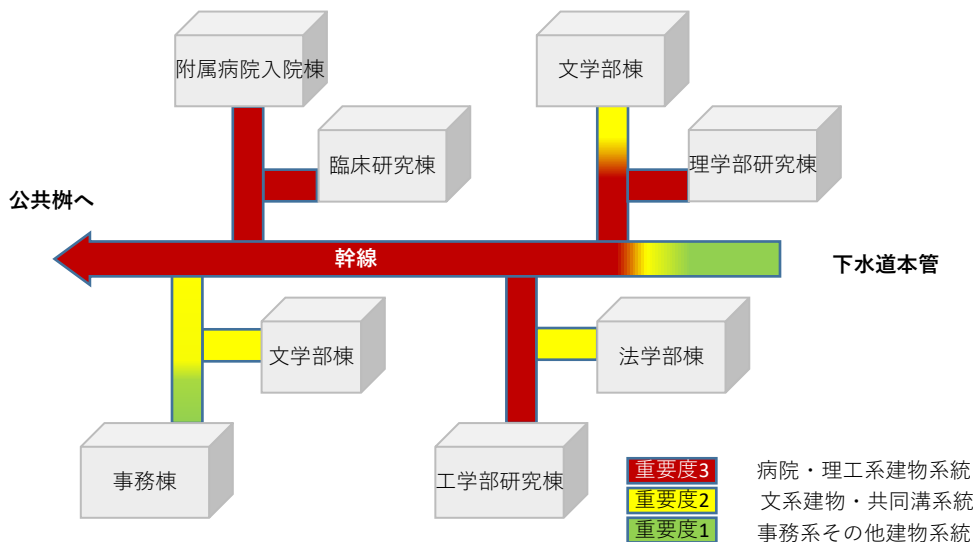 附属病院入院棟
文学部棟
臨床研究棟
理学部研究棟
公共桝へ
幹線
下水道本管
文学部棟
法学部棟
事務棟
工学部研究棟
重要度3 病院・理工系建物系統
重要度2 文系建物・共同溝系統
重要度1 事務系その他建物系統